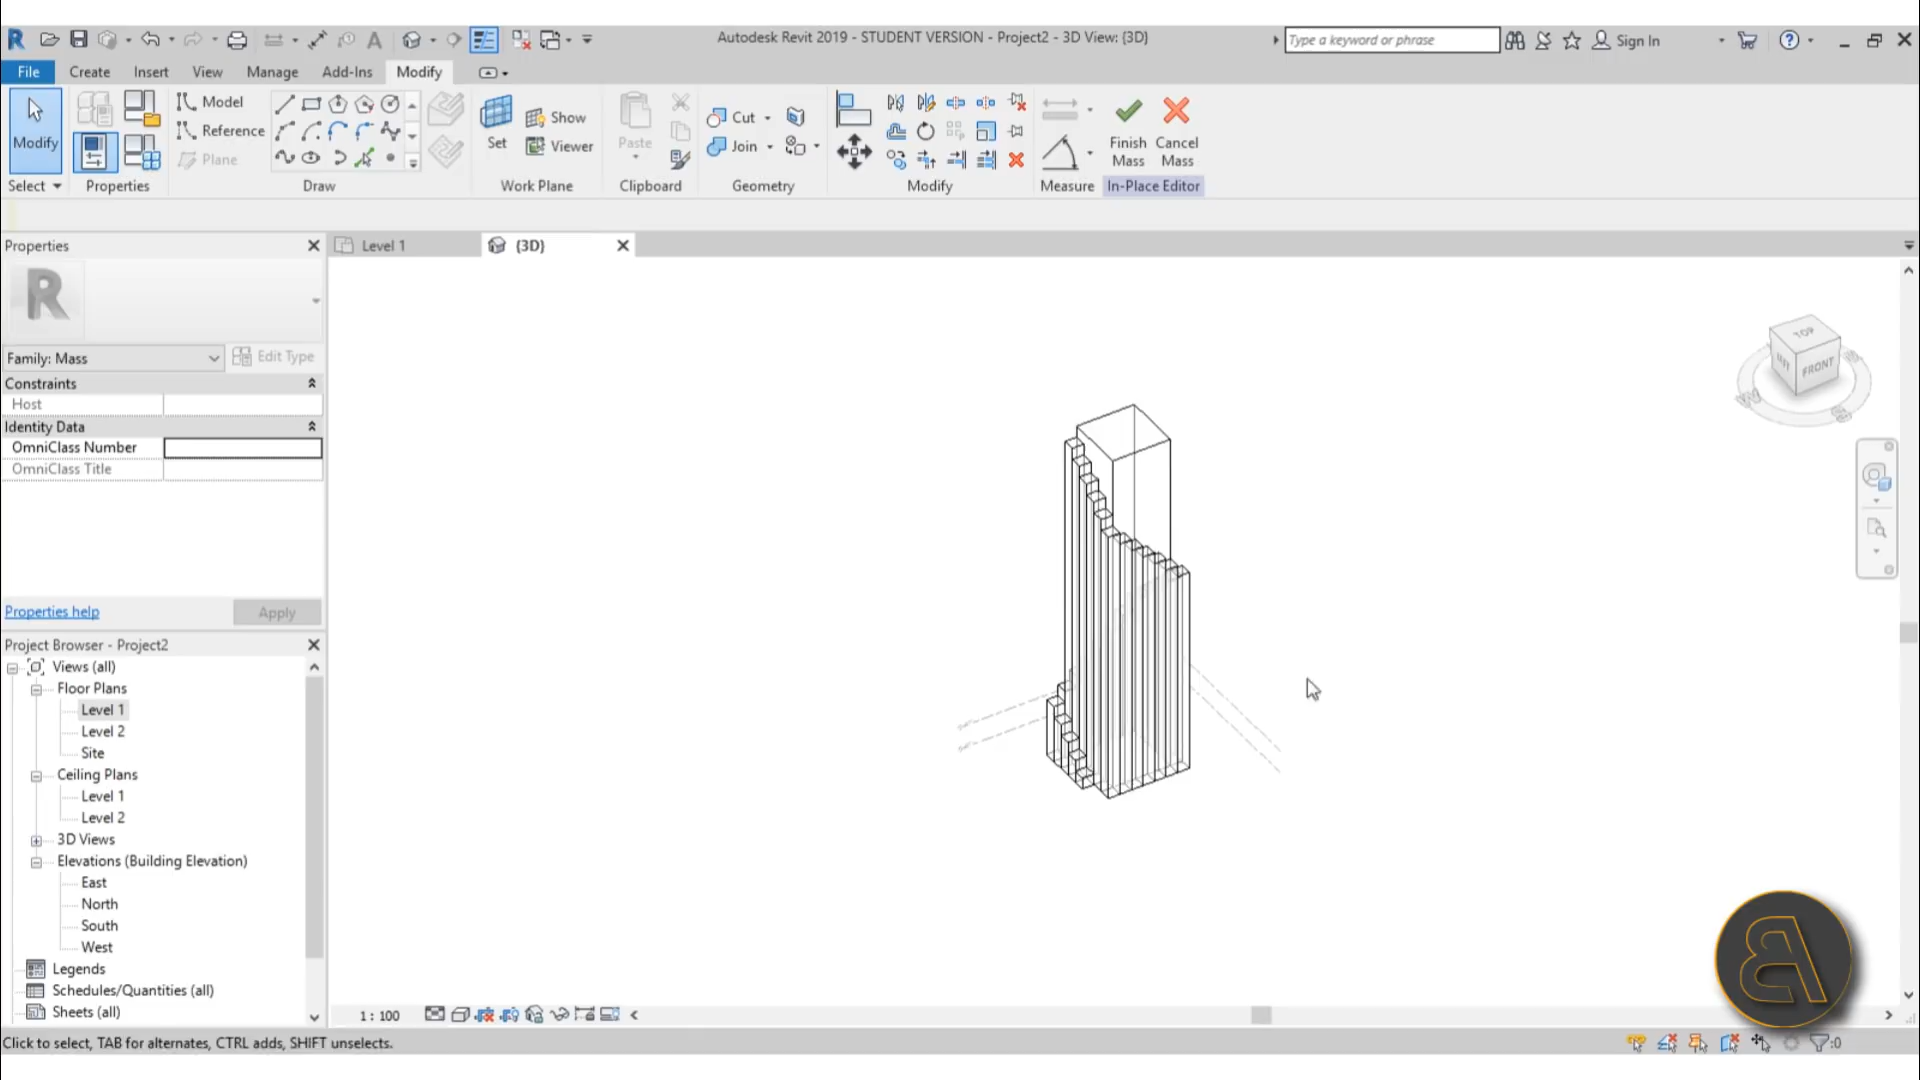 Autodesk Revit 2019 - STUDENT VERSION - Project2 - 3D View: {3D}
Type a keyword or phrase
Sign In
File Create Insert View Manage Add-Ins Modify
Modify
Select
Properties
Model
Reference
Plane
Draw
Set
Show
Viewer
Work Plane
Paste
Clipboard
Cut
Join
Geometry
Modify
Measure
Finish Mass
Cancel Mass
In-Place Editor
Properties
Level 1
{3D}
Family: Mass
Edit Type
Constraints
Host
Identity Data
OmniClass Number
OmniClass Title
Properties help
Apply
Project Browser - Project2
Views (all)
Floor Plans
Level 1
Level 2
Site
Ceiling Plans
Level 1
Level 2
3D Views
Elevations (Building Elevation)
East
North
South
West
Legends
Schedules/Quantities (all)
Sheets (all)
TOP
FRONT
W
S
1 : 100
Click to select, TAB for alternates, CTRL adds, SHIFT unselects.
:0